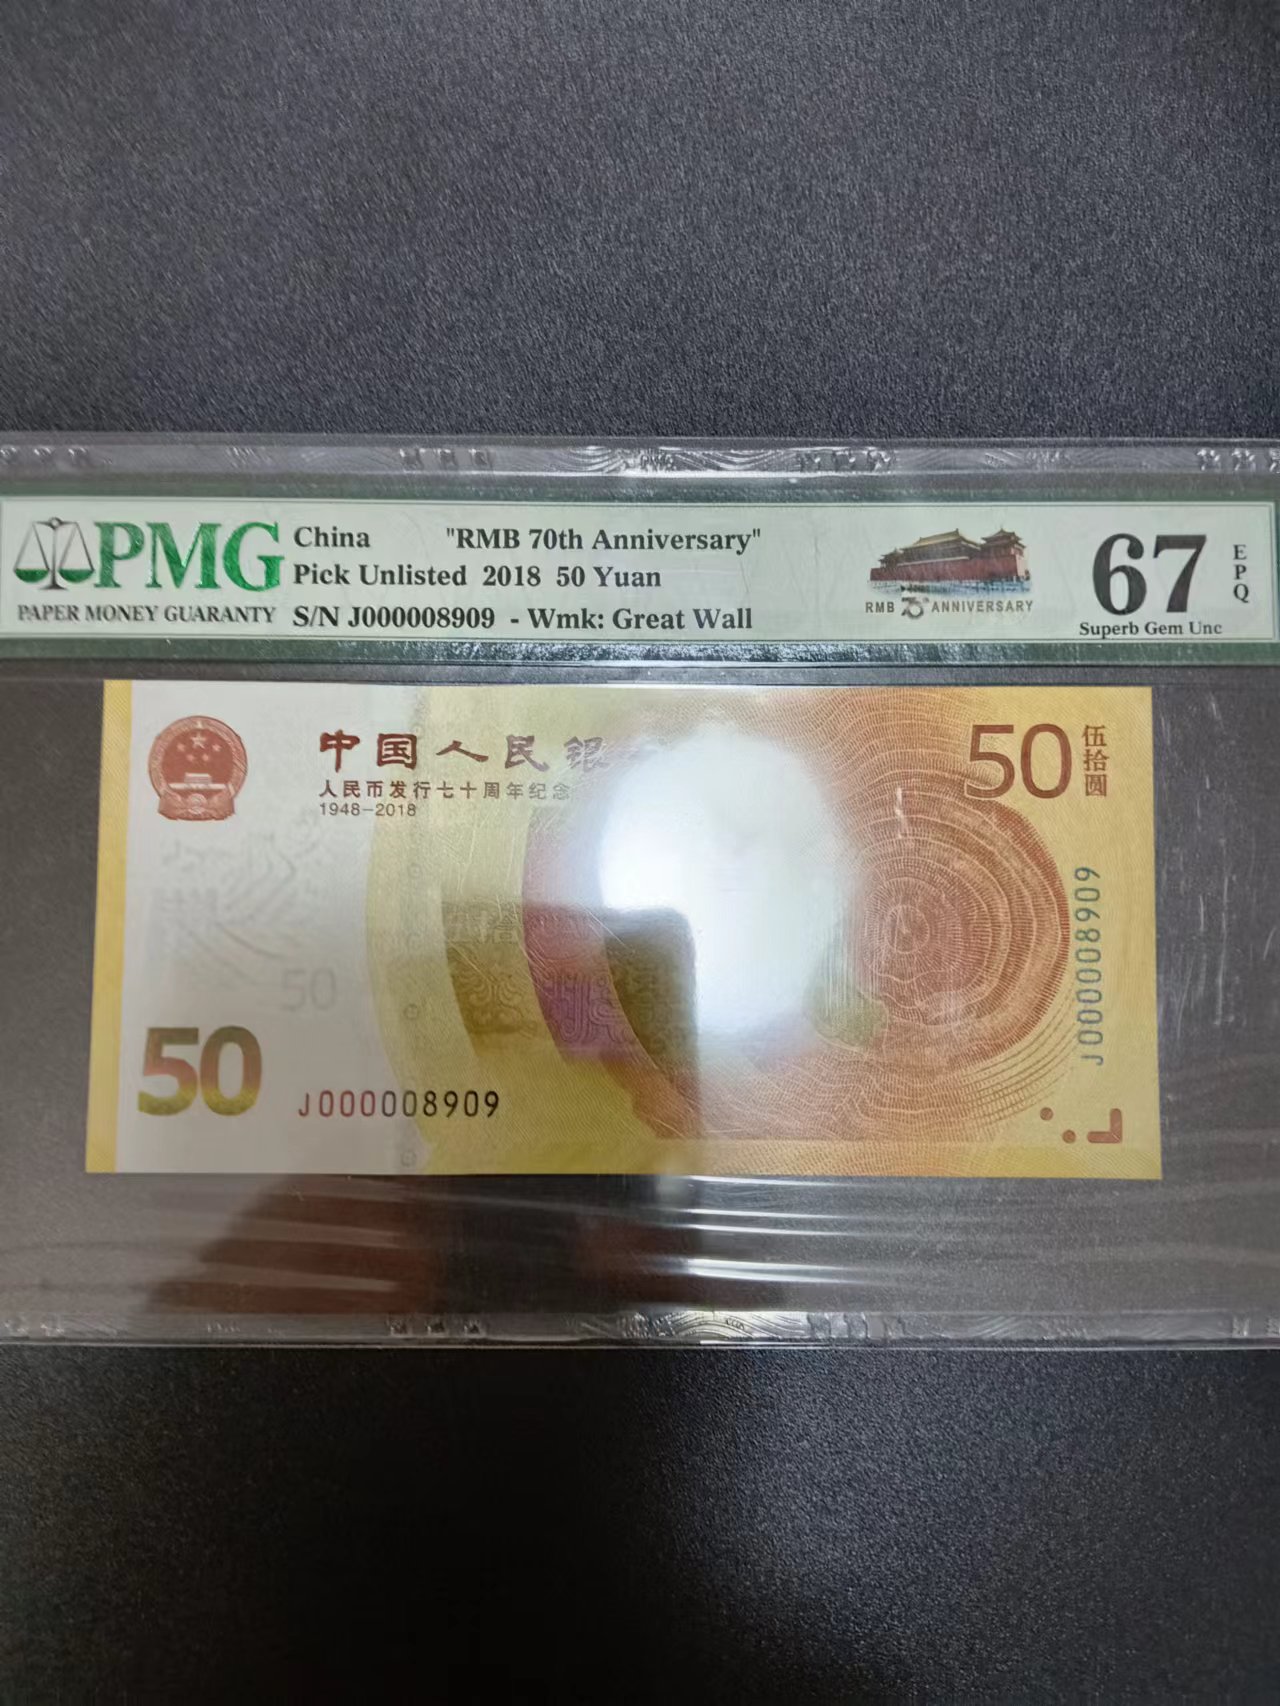 PMG
PAPER MONEY GUARANTY
China "RMB 70th Anniversary"
Pick Unlisted 2018 50 Yuan
S/N J000008909 - Wmk: Great Wall
RMB 70th ANNIVERSARY
67
EPQ
Superb Gem Unc
中国人民银
人民币发行七十周年纪念
1948-2018
50
伍拾圆
J000008909
50
50
J000008909